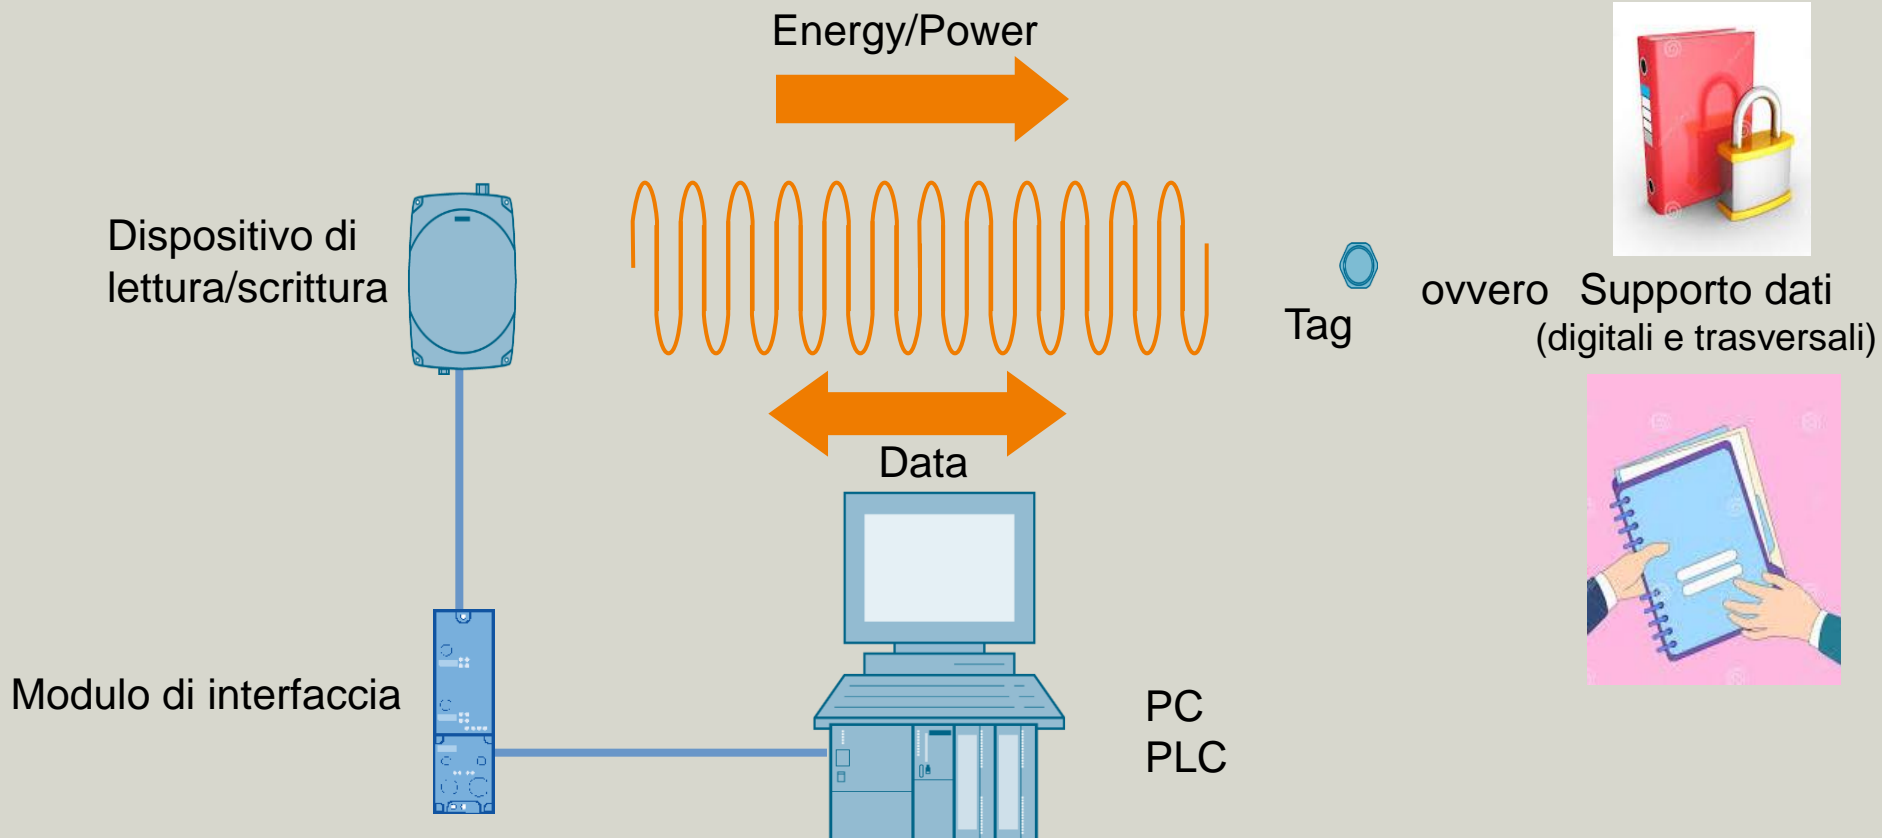 Energy/Power
Dispositivo di
lettura/scrittura
Tag
ovvero Supporto dati
(digitali e trasversali)
Data
Modulo di interfaccia
PC
PLC